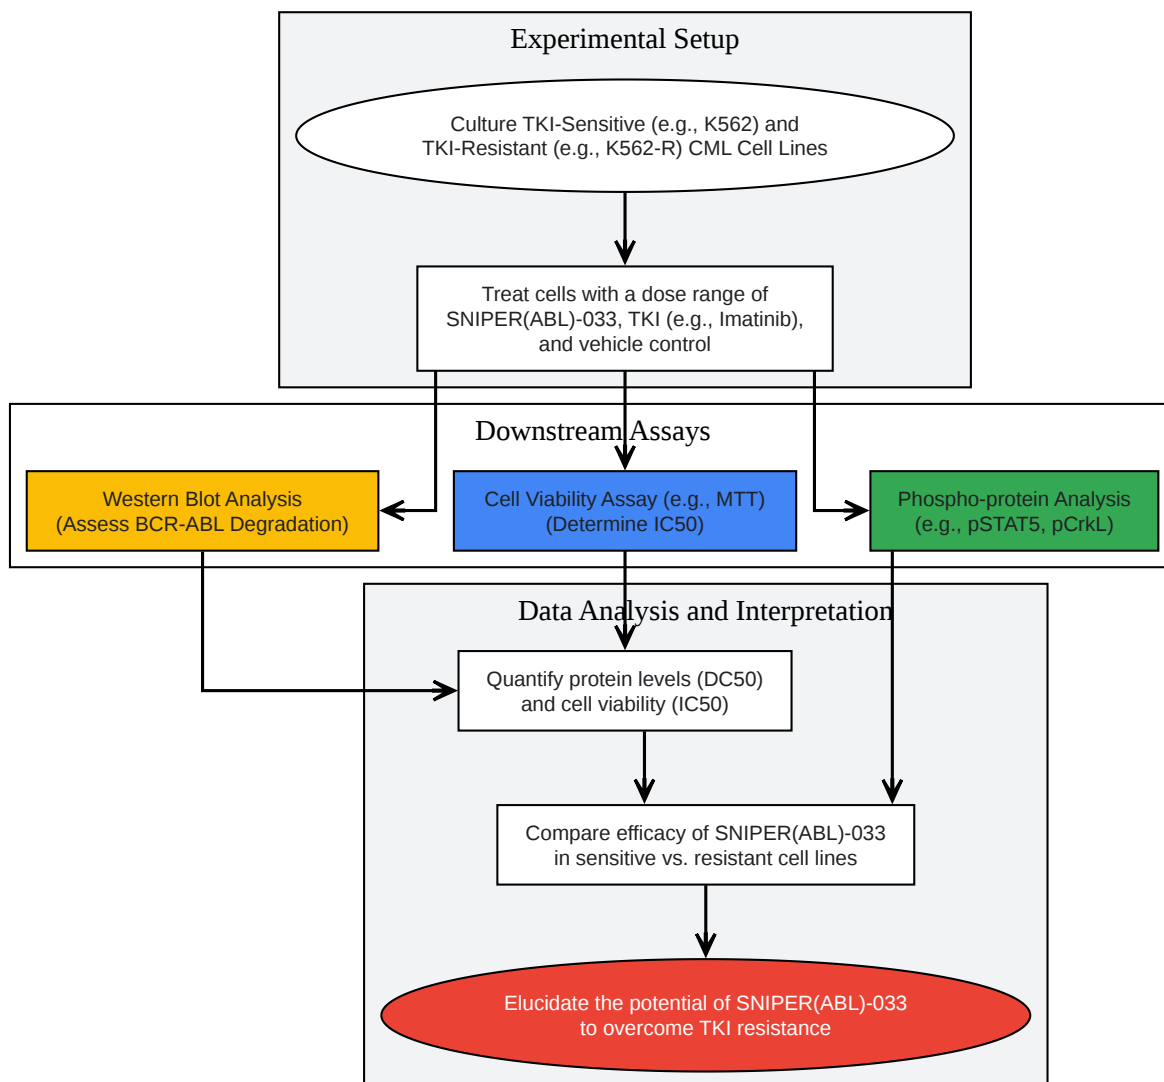 Experimental Setup
Culture TKI-Sensitive (e.g., K562) and
TKI-Resistant (e.g., K562-R) CML Cell Lines
Treat cells with a dose range of
SNIPER(ABL)-033, TKI (e.g., Imatinib),
and vehicle control
Downstream Assays
Western Blot Analysis
(Assess BCR-ABL Degradation)
Cell Viability Assay (e.g., MTT)
(Determine IC50)
Phospho-protein Analysis
(e.g., pSTAT5, pCrkL)
Data Analysis and Interpretation
Quantify protein levels (DC50)
and cell viability (IC50)
Compare efficacy of SNIPER(ABL)-033
in sensitive vs. resistant cell lines
Elucidate the potential of SNIPER(ABL)-033
to overcome TKI resistance